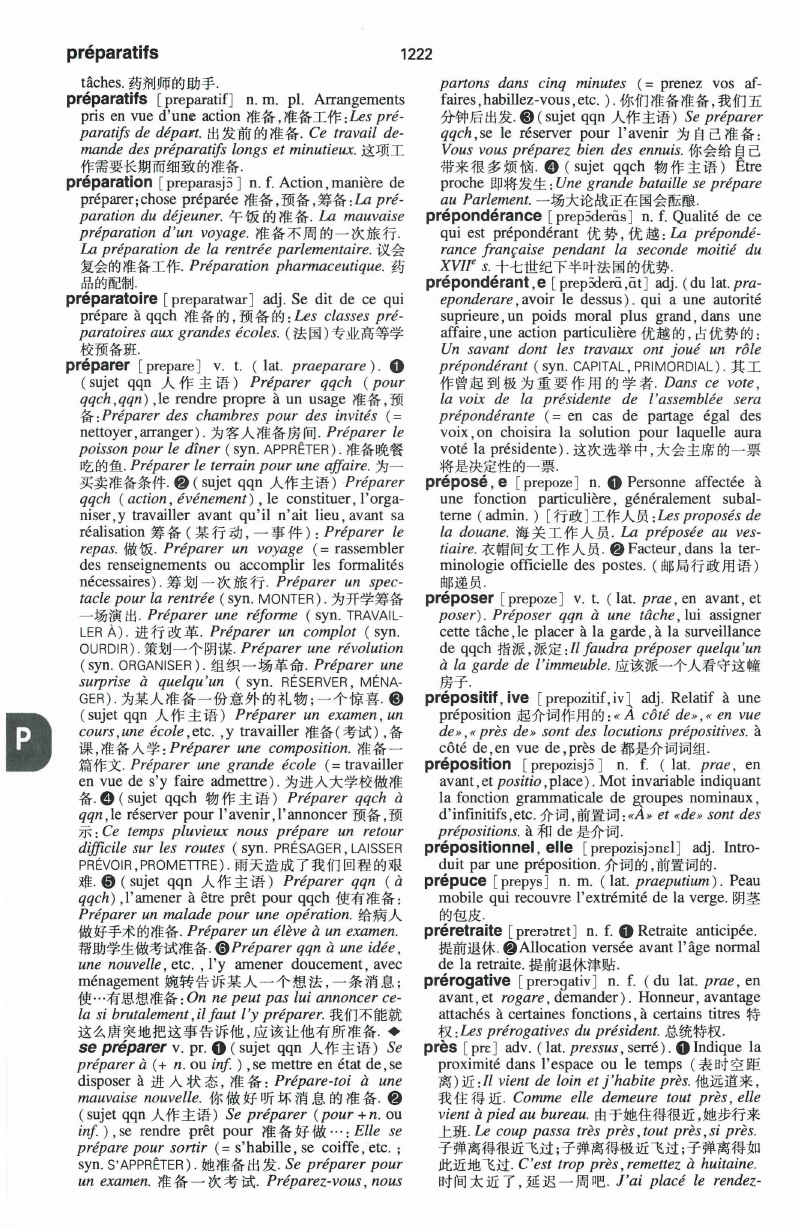 préparatifs
1222
tâches. 药剂师的助手.
préparatifs [preparatif] n. m. pl. Arrangements
pris en vue d'une action 准备,准备工作:Les pré-
paratifs de départ. 出发前的准备. Ce travail de-
mande des préparatifs longs et minutieux. 这项工
作需要长期而细致的准备.
préparation [preparasjɔ̃] n. f. Action, manière de
préparer; chose préparée 准备,预备,筹备:La pré-
paration du déjeuner. 午饭的准备. La mauvaise
préparation d'un voyage. 准备不周的一次旅行.
La préparation de la rentrée parlementaire. 议会
复会的准备工作. Préparation pharmaceutique. 药
品的配制.
préparatoire [preparatwar] adj. Se dit de ce qui
prépare à qqch 准备的,预备的:Les classes pré-
paratoires aux grandes écoles. (法国)专业高等学
校预备班.
préparer [prepare] v. t. ( lat. praeparare ). ❶
(sujet qqn 人作主语) Préparer qqch (pour
qqch,qqn) ,le rendre propre à un usage 准备,预
备:Préparer des chambres pour des invités (=
nettoyer,arranger). 为客人准备房间. Préparer le
poisson pour le dîner (syn. APPRÊTER). 准备晚餐
吃的鱼. Préparer le terrain pour une affaire. 为一
买卖准备条件. ❷(sujet qqn 人作主语) Préparer
qqch ( action, événement) , le constituer, l'orga-
niser,y travailler avant qu'il n'ait lieu, avant sa
réalisation 筹备(某行动,一事件): Préparer le
repas. 做饭. Préparer un voyage (= rassembler
des renseignements ou accomplir les formalités
nécessaires). 筹划一次旅行. Préparer un spec-
tacle pour la rentrée (syn. MONTER). 为开学筹备
一场演出. Préparer une réforme ( syn. TRAVAIL-
LER À). 进行改革. Préparer un complot ( syn.
OURDIR). 策划一个阴谋. Préparer une révolution
(syn. ORGANISER). 组织一场革命. Préparer une
surprise à quelqu'un ( syn. RÉSERVER, MÉNA-
GER). 为某人准备一份意外的礼物;一个惊喜. ❸
(sujet qqn 人作主语) Préparer un examen, un
cours,une école,etc. ,y travailler 准备(考试),备
课,准备入学:Préparer une composition. 准备一
篇作文. Préparer une grande école (= travailler
en vue de s'y faire admettre). 为进入大学校做准
备. ❹(sujet qqch 物作主语) Préparer qqch à
qqn,le réserver pour l'avenir,l'annoncer 预备,预
示:Ce temps pluvieux nous prépare un retour
difficile sur les routes (syn. PRÉSAGER, LAISSER
PRÉVOIR,PROMETTRE). 雨天造成了我们回程的艰
难. ❺(sujet qqn 人作主语) Préparer qqn (à
qqch) ,l'amener à être prêt pour qqch 使有准备:
Préparer un malade pour une opération. 给病人
做好手术的准备. Préparer un élève à un examen.
帮助学生做考试准备. ❻Préparer qqn à une idée,
une nouvelle, etc. , l'y amener doucement, avec
ménagement 婉转告诉某人一个想法,一条消息;
使…有思想准备:On ne peut pas lui annoncer ce-
la si brutalement,il faut l'y préparer. 我们不能就
这么唐突地把这事告诉他,应该让他有所准备. ◆
se préparer v. pr. ❶(sujet qqn 人作主语) Se
préparer à (+ n. ou inf. ) ,se mettre en état de,se
disposer à 进入状态,准备: Prépare-toi à une
mauvaise nouvelle. 你做好听坏消息的准备. ❷
(sujet qqn 人作主语) Se préparer (pour +n. ou
inf. ), se rendre prêt pour 准备好做…: Elle se
prépare pour sortir (= s'habille, se coiffe, etc. ;
syn. S'APPRÊTER). 她准备出发. Se préparer pour
un examen. 准备一次考试. Préparez-vous, nous
P
partons dans cinq minutes (= prenez vos af-
faires,habillez-vous,etc. ). 你们准备准备,我们五
分钟后出发. ❸(sujet qqn 人作主语) Se préparer
qqch,se le réserver pour l'avenir 为自己准备:
Vous vous préparez bien des ennuis. 你会给自己
带来很多烦恼. ❹ (sujet qqch 物作主语) Être
proche 即将发生:Une grande bataille se prépare
au Parlement. 一场大论战正在国会酝酿.
prépondérance [prepɔ̃derɑ̃s] n. f. Qualité de ce
qui est prépondérant 优势,优越: La prépondé-
rance française pendant la seconde moitié du
XVIIe s. 十七世纪下半叶法国的优势.
prépondérant,e [prepɔ̃derɑ̃,ɑ̃t] adj. (du lat. pra-
eponderare, avoir le dessus). qui a une autorité
suprieure,un poids moral plus grand, dans une
affaire,une action particulière 优越的,占优势的:
Un savant dont les travaux ont joué un rôle
prépondérant (syn. CAPITAL, PRIMORDIAL). 其工
作曾起到极为重要作用的学者. Dans ce vote,
la voix de la présidente de l'assemblée sera
prépondérante (= en cas de partage égal des
voix, on choisira la solution pour laquelle aura
voté la présidente). 这次选举中,大会主席的一票
将是决定性的一票.
préposé,e [prepoze] n. ❶ Personne affectée à
une fonction particulière, généralement subal-
terne (admin. ) [行政]工作人员:Les proposés de
la douane. 海关工作人员. La préposée au ves-
tiaire. 衣帽间女工作人员. ❷ Facteur, dans la ter-
minologie officielle des postes. (邮局行政用语)
邮递员.
préposer [prepoze] v. t. (lat. prae, en avant, et
poser). Préposer qqn à une tâche, lui assigner
cette tâche,le placer à la garde,à la surveillance
de qqch 指派,派定:Il faudra préposer quelqu'un
à la garde de l'immeuble. 应该派一个人看守这幢
房子.
prépositif, ive [prepozitif,iv] adj. Relatif à une
préposition 起介词作用的:« À côté de», « en vue
de», « près de» sont des locutions prépositives. à
côté de,en vue de,près de 都是介词词组.
préposition [prepozisjɔ̃] n. f. ( lat. prae, en
avant,et positio,place). Mot invariable indiquant
la fonction grammaticale de groupes nominaux,
d'infinitifs,etc. 介词,前置词:«À» et «de» sont des
prépositions. à 和 de 是介词.
prépositionnel, elle [prepozisjɔnɛl] adj. Intro-
duit par une préposition. 介词的,前置词的.
prépuce [prepys] n. m. ( lat. praeputium). Peau
mobile qui recouvre l'extrémité de la verge. 阴茎
的包皮.
préretraite [prerətret] n. f. ❶ Retraite anticipée.
提前退休. ❷Allocation versée avant l'âge normal
de la retraite. 提前退休津贴.
prérogative [prerɔgativ] n. f. ( du lat. prae, en
avant,et rogare, demander). Honneur, avantage
attachés à certaines fonctions,à certains titres 特
权:Les prérogatives du président. 总统特权.
près [prɛ] adv. (lat. pressus, serré). ❶Indique la
proximité dans l'espace ou le temps (表时空距
离)近:Il vient de loin et j'habite près. 他远道来,
我住得近. Comme elle demeure tout près, elle
vient à pied au bureau. 由于她住得很近,她步行来
上班. Le coup passa très près,tout près,si près.
子弹离得很近飞过;子弹离得极近飞过;子弹离得如
此近地飞过. C'est trop près,remettez à huitaine.
时间太近了,延迟一周吧. J'ai placé le rendez-